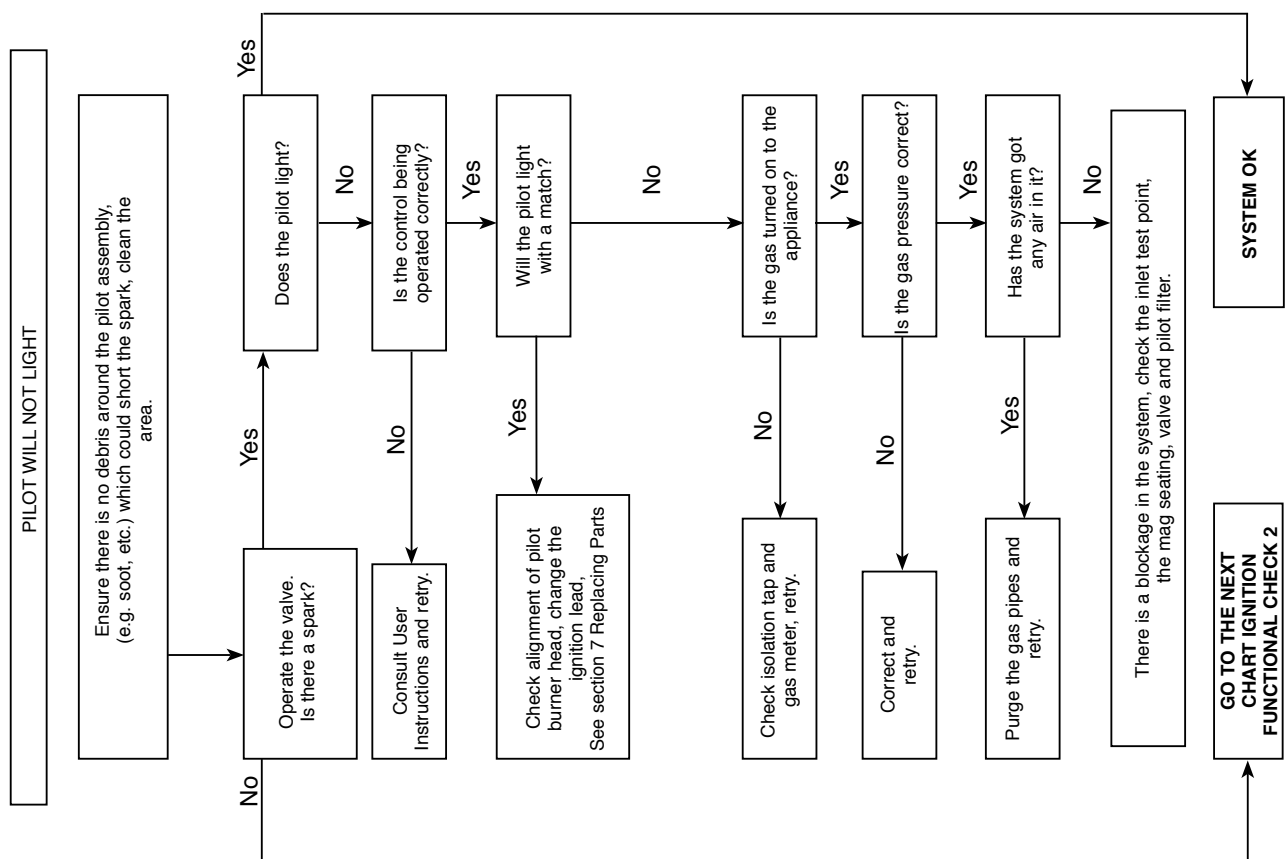 PILOT WILL NOT LIGHT
Ensure there is no debris around the pilot assembly,
(e.g. soot, etc.) which could short the spark, clean the
area.
Operate the valve.
Is there a spark?
No
Yes
Does the pilot light?
Yes
No
Is the control being
operated correctly?
No
Consult User
Instructions and retry.
Yes
Will the pilot light
with a match?
Yes
Check alignment of pilot
burner head, change the
ignition lead,
See section 7 Replacing Parts
No
Is the gas turned on to the
appliance?
No
Check isolation tap and
gas meter, retry.
Yes
Is the gas pressure correct?
No
Correct and
retry.
Yes
Has the system got
any air in it?
Yes
Purge the gas pipes and
retry.
No
There is a blockage in the system, check the inlet test point,
the mag seating, valve and pilot filter.
GO TO THE NEXT
CHART IGNITION
FUNCTIONAL CHECK 2
SYSTEM OK